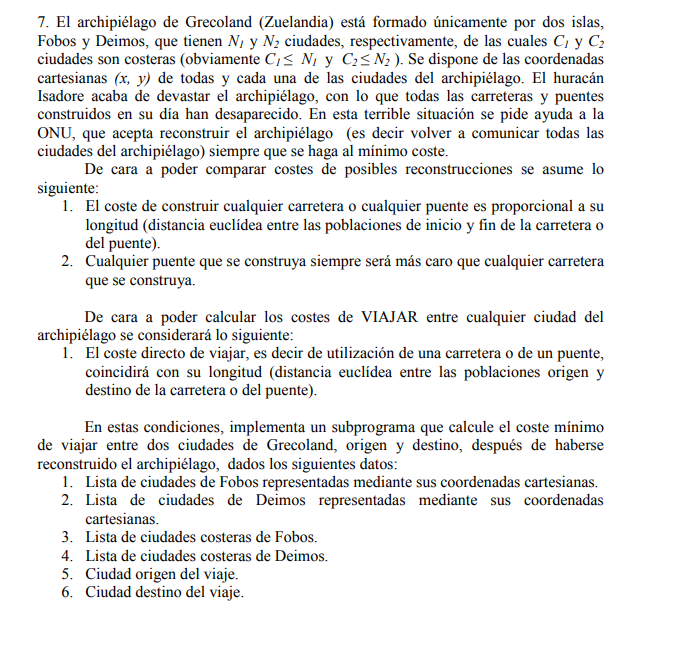 7. El archipiélago de Grecoland (Zuelandia) está formado únicamente por dos islas,
Fobos y Deimos, que tienen N1 y N2 ciudades, respectivamente, de las cuales C1 y C2
ciudades son costeras (obviamente C1≤ N1 y C2≤ N2 ). Se dispone de las coordenadas
cartesianas (x, y) de todas y cada una de las ciudades del archipiélago. El huracán
Isadore acaba de devastar el archipiélago, con lo que todas las carreteras y puentes
construidos en su día han desaparecido. En esta terrible situación se pide ayuda a la
ONU, que acepta reconstruir el archipiélago (es decir volver a comunicar todas las
ciudades del archipiélago) siempre que se haga al mínimo coste.
De cara a poder comparar costes de posibles reconstrucciones se asume lo
siguiente:
1. El coste de construir cualquier carretera o cualquier puente es proporcional a su
longitud (distancia euclídea entre las poblaciones de inicio y fin de la carretera o
del puente).
2. Cualquier puente que se construya siempre será más caro que cualquier carretera
que se construya.
De cara a poder calcular los costes de VIAJAR entre cualquier ciudad del
archipiélago se considerará lo siguiente:
1. El coste directo de viajar, es decir de utilización de una carretera o de un puente,
coincidirá con su longitud (distancia euclídea entre las poblaciones origen y
destino de la carretera o del puente).
En estas condiciones, implementa un subprograma que calcule el coste mínimo
de viajar entre dos ciudades de Grecoland, origen y destino, después de haberse
reconstruido el archipiélago, dados los siguientes datos:
1. Lista de ciudades de Fobos representadas mediante sus coordenadas cartesianas.
2. Lista de ciudades de Deimos representadas mediante sus coordenadas
cartesianas.
3. Lista de ciudades costeras de Fobos.
4. Lista de ciudades costeras de Deimos.
5. Ciudad origen del viaje.
6. Ciudad destino del viaje.